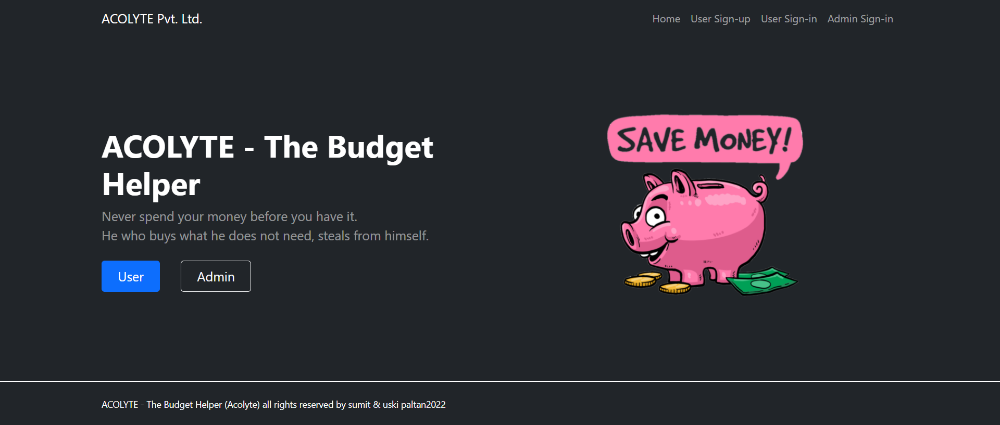 ACOLYTE Pvt. Ltd.
Home User Sign-up User Sign-in Admin Sign-in
SAVE MONEY!
ACOLYTE - The Budget
Helper
Never spend your money before you have it.
He who buys what he does not need, steals from himself.
User Admin
ACOLYTE - The Budget Helper (Acolyte) all rights reserved by sumit & uski paltan2022